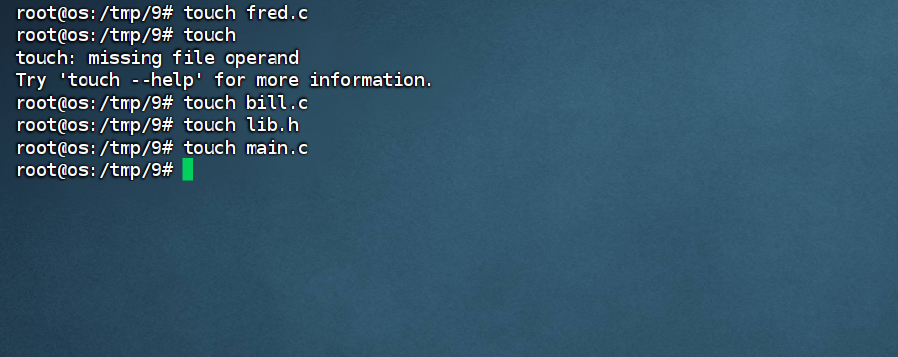 root@os:/tmp/9# touch fred.c
root@os:/tmp/9# touch
touch: missing file operand
Try 'touch --help' for more information.
root@os:/tmp/9# touch bill.c
root@os:/tmp/9# touch lib.h
root@os:/tmp/9# touch main.c
root@os:/tmp/9#